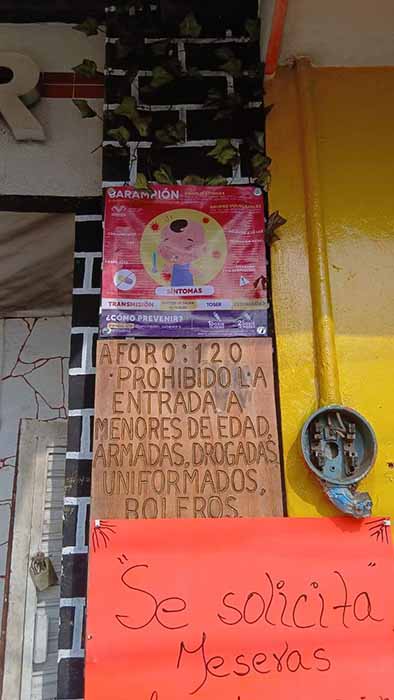 R
SARAMPIÓN
SÍNTOMAS
TRANSMISIÓN
TOSER
¿CÓMO PREVENIR?
AFORO:120
PROHIBIDO LA
ENTRADA A
MENORES DE EDAD,
ARMADAS, DROGADAS
UNIFORMADOS,
BOLEROS.
"Se solicita"
Meseras